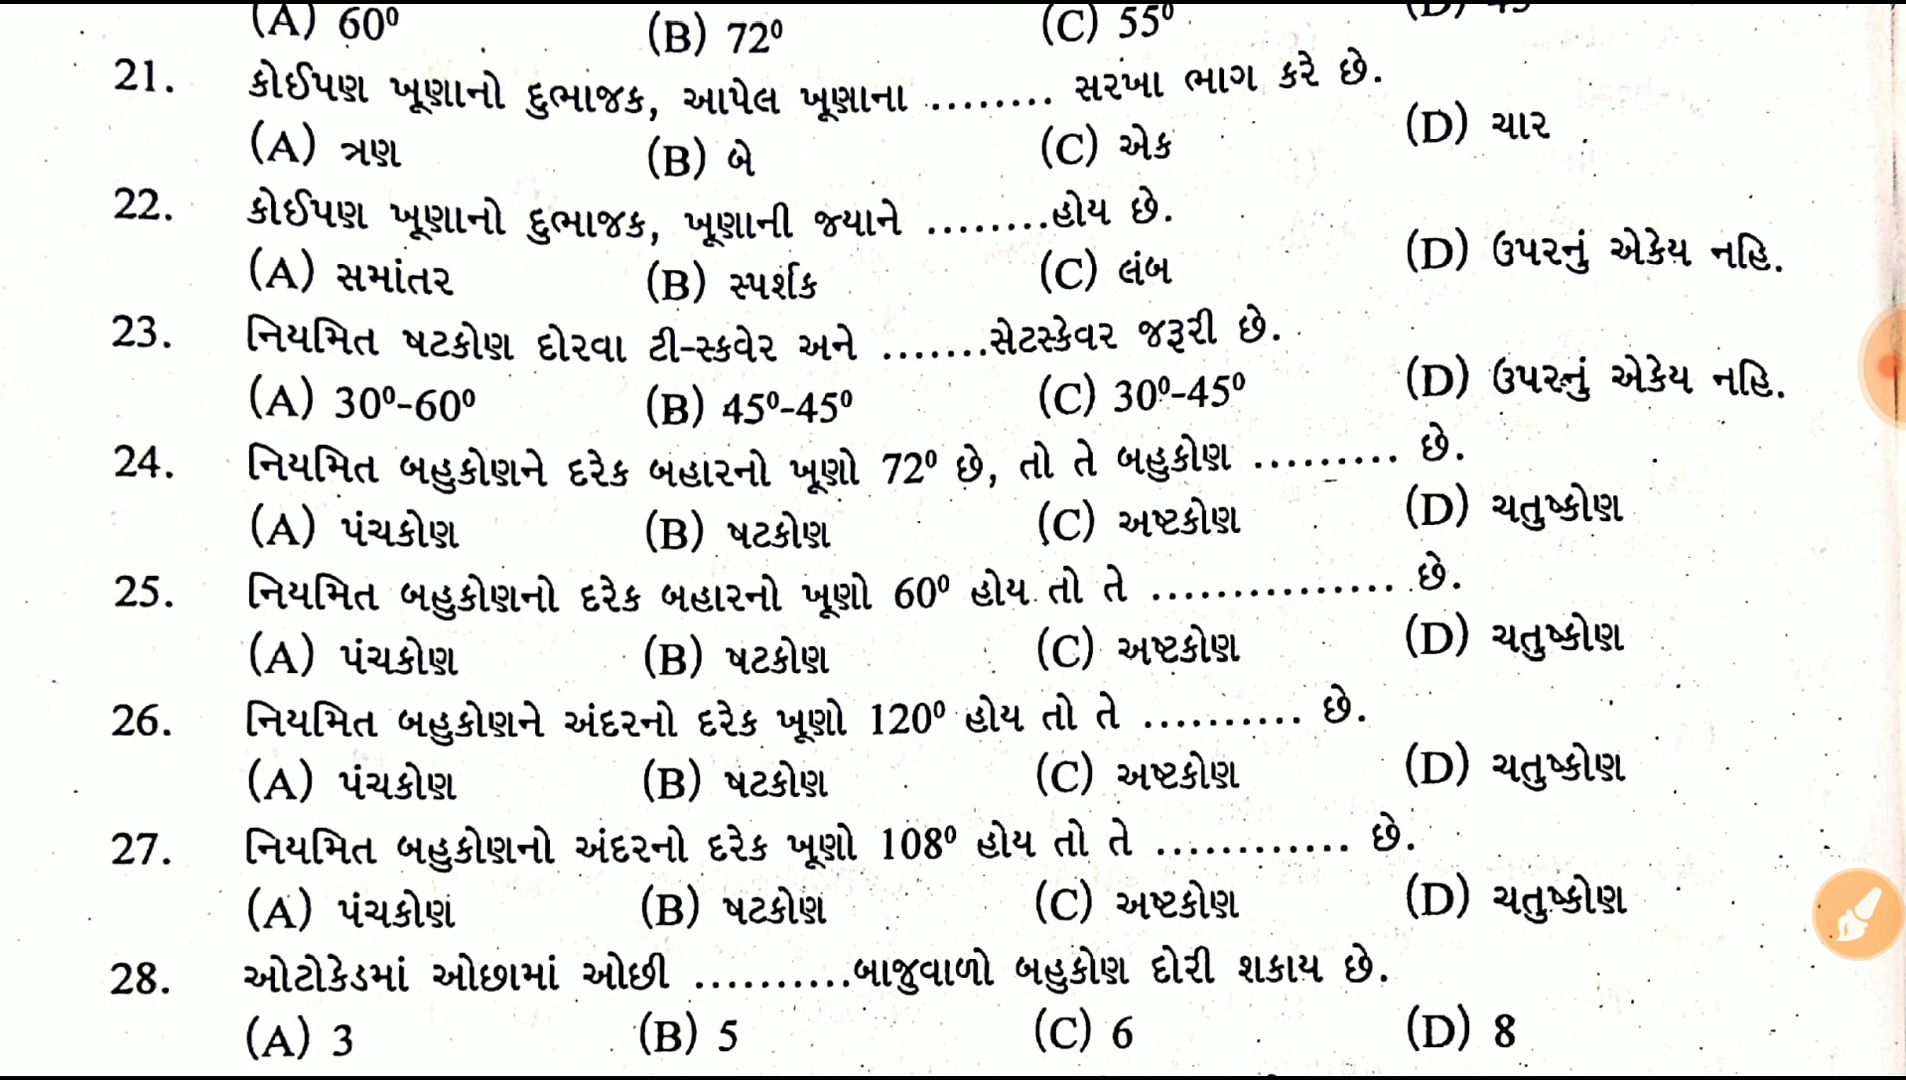 (A) 60⁰ (B) 72⁰ (C) 55⁰ (D) 45
21. કોઈપણ ખૂણાનો દુભાજક, આપેલ ખૂણાના ........ સરખા ભાગ કરે છે.
(A) ત્રણ (B) બે (C) એક (D) ચાર
22. કોઈપણ ખૂણાનો દુભાજક, ખૂણાની જયાને ........હોય છે.
(A) સમાંતર (B) સ્પર્શક (C) લંબ (D) ઉપરનું એકેય નહિ.
23. નિયમિત ષટકોણ દોરવા ટી-સ્કવેર અને .......સેટસ્કેવર જરૂરી છે.
(A) 30⁰-60⁰ (B) 45⁰-45⁰ (C) 30⁰-45⁰ (D) ઉપરનું એકેય નહિ.
24. નિયમિત બહુકોણને દરેક બહારનો ખૂણો 72⁰ છે, તો તે બહુકોણ ......... છે.
(A) પંચકોણ (B) ષટકોણ (C) અષ્ટકોણ (D) ચતુષ્કોણ
25. નિયમિત બહુકોણનો દરેક બહારનો ખૂણો 60⁰ હોય તો તે ............... છે.
(A) પંચકોણ (B) ષટકોણ (C) અષ્ટકોણ (D) ચતુષ્કોણ
26. નિયમિત બહુકોણને અંદરનો દરેક ખૂણો 120⁰ હોય તો તે .......... છે.
(A) પંચકોણ (B) ષટકોણ (C) અષ્ટકોણ (D) ચતુષ્કોણ
27. નિયમિત બહુકોણનો અંદરનો દરેક ખૂણો 108⁰ હોય તો તે ............ છે.
(A) પંચકોણ (B) ષટકોણ (C) અષ્ટકોણ (D) ચતુષ્કોણ
28. ઓટોકેડમાં ઓછામાં ઓછી ..........બાજુવાળો બહુકોણ દોરી શકાય છે.
(A) 3 (B) 5 (C) 6 (D) 8